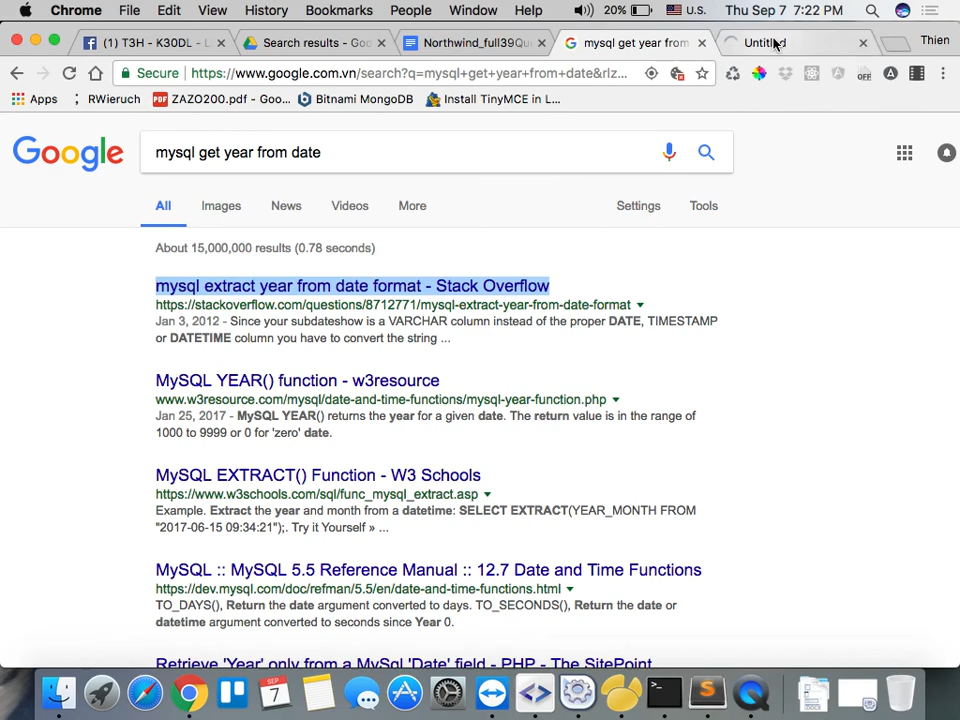 Chrome File Edit View History Bookmarks People Window Help 20% U.S. Thu Sep 7 7:22 PM
(1) T3H - K30DL - L Search results - G Northwind_full39Qu mysql get year from Untitled Thien
Secure https://www.google.com.vn/search?q=mysql+get+year+from+date&rlz... OFF
Apps RWieruch PDF ZAZO200.pdf - Goo... Bitnami MongoDB Install TinyMCE in L...
Google mysql get year from date
All Images News Videos More Settings Tools
About 15,000,000 results (0.78 seconds)
mysql extract year from date format - Stack Overflow
https://stackoverflow.com/questions/8712771/mysql-extract-year-from-date-format
Jan 3, 2012 - Since your subdateshow is a VARCHAR column instead of the proper DATE, TIMESTAMP
or DATETIME column you have to convert the string ...
MySQL YEAR() function - w3resource
www.w3resource.com/mysql/date-and-time-functions/mysql-year-function.php
Jan 25, 2017 - MySQL YEAR() returns the year for a given date. The return value is in the range of
1000 to 9999 or 0 for 'zero' date.
MySQL EXTRACT() Function - W3 Schools
https://www.w3schools.com/sql/func_mysql_extract.asp
Example. Extract the year and month from a datetime: SELECT EXTRACT(YEAR_MONTH FROM
"2017-06-15 09:34:21");. Try it Yourself » ...
MySQL :: MySQL 5.5 Reference Manual :: 12.7 Date and Time Functions
https://dev.mysql.com/doc/refman/5.5/en/date-and-time-functions.html
TO_DAYS(), Return the date argument converted to days. TO_SECONDS(), Return the date or
datetime argument converted to seconds since Year 0.
Retrieve 'Year' only from a MySql 'Date' field - PHP - The SitePoint
SEP
7